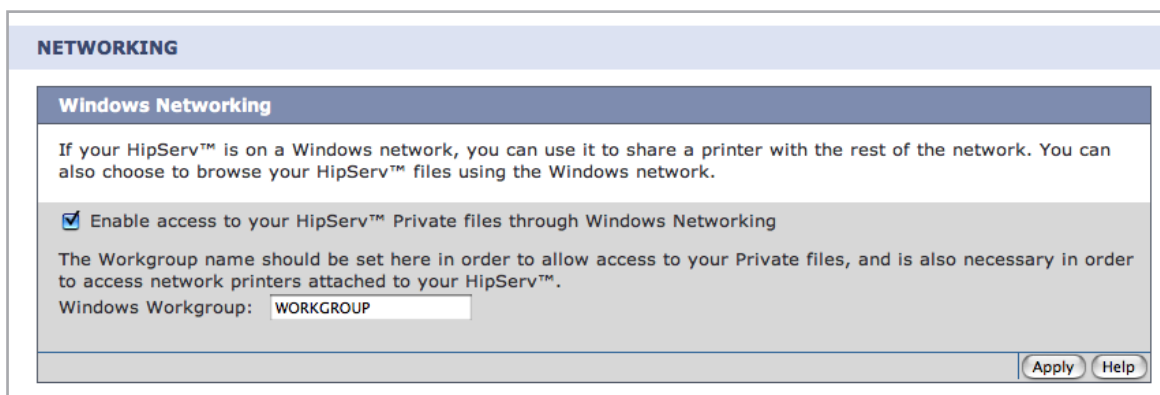 NETWORKING
Windows Networking
If your HipServ™ is on a Windows network, you can use it to share a printer with the rest of the network. You can
also choose to browse your HipServ™ files using the Windows network.
Enable access to your HipServ™ Private files through Windows Networking
The Workgroup name should be set here in order to allow access to your Private files, and is also necessary in order
to access network printers attached to your HipServ™.
Windows Workgroup: WORKGROUP
Apply Help